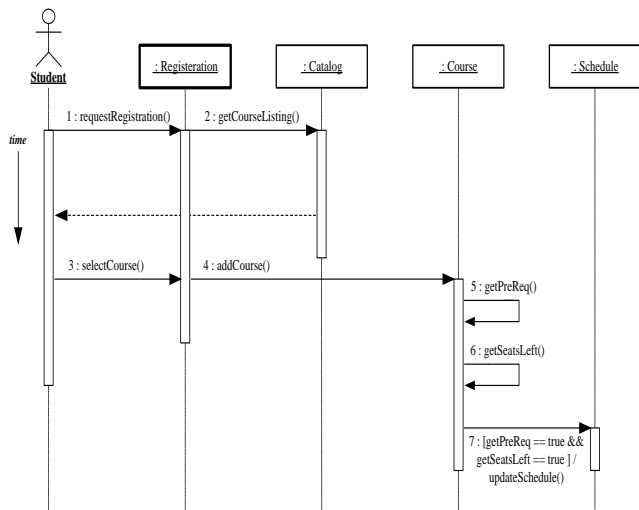 Student
: Registeration
: Catalog
: Course
: Schedule
time
1 : requestRegistration()
2 : getCourseListing()
3 : selectCourse()
4 : addCourse()
5 : getPreReq()
6 : getSeatsLeft()
7 : [getPreReq == true &&
getSeatsLeft == true ] /
updateSchedule()